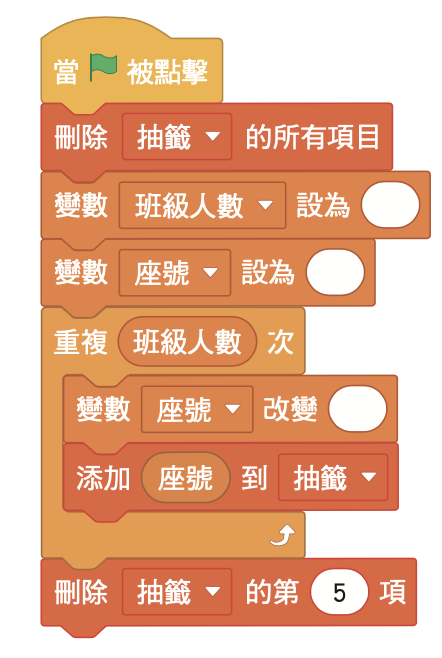 當 被點擊
刪除 抽籤 的所有項目
變數 班級人數 設為
變數 座號 設為
重複 班級人數 次
變數 座號 改變
添加 座號 到 抽籤
刪除 抽籤 的第 5 項